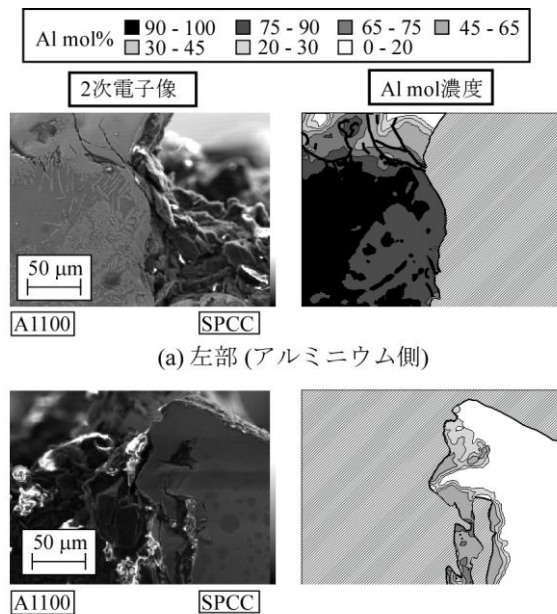 Al mol% 90 - 100 75 - 90 65 - 75 45 - 65
30 - 45 20 - 30 0 - 20
2次電子像 Al mol濃度
50 μm
A1100 SPCC
(a) 左部 (アルミニウム側)
50 μm
A1100 SPCC